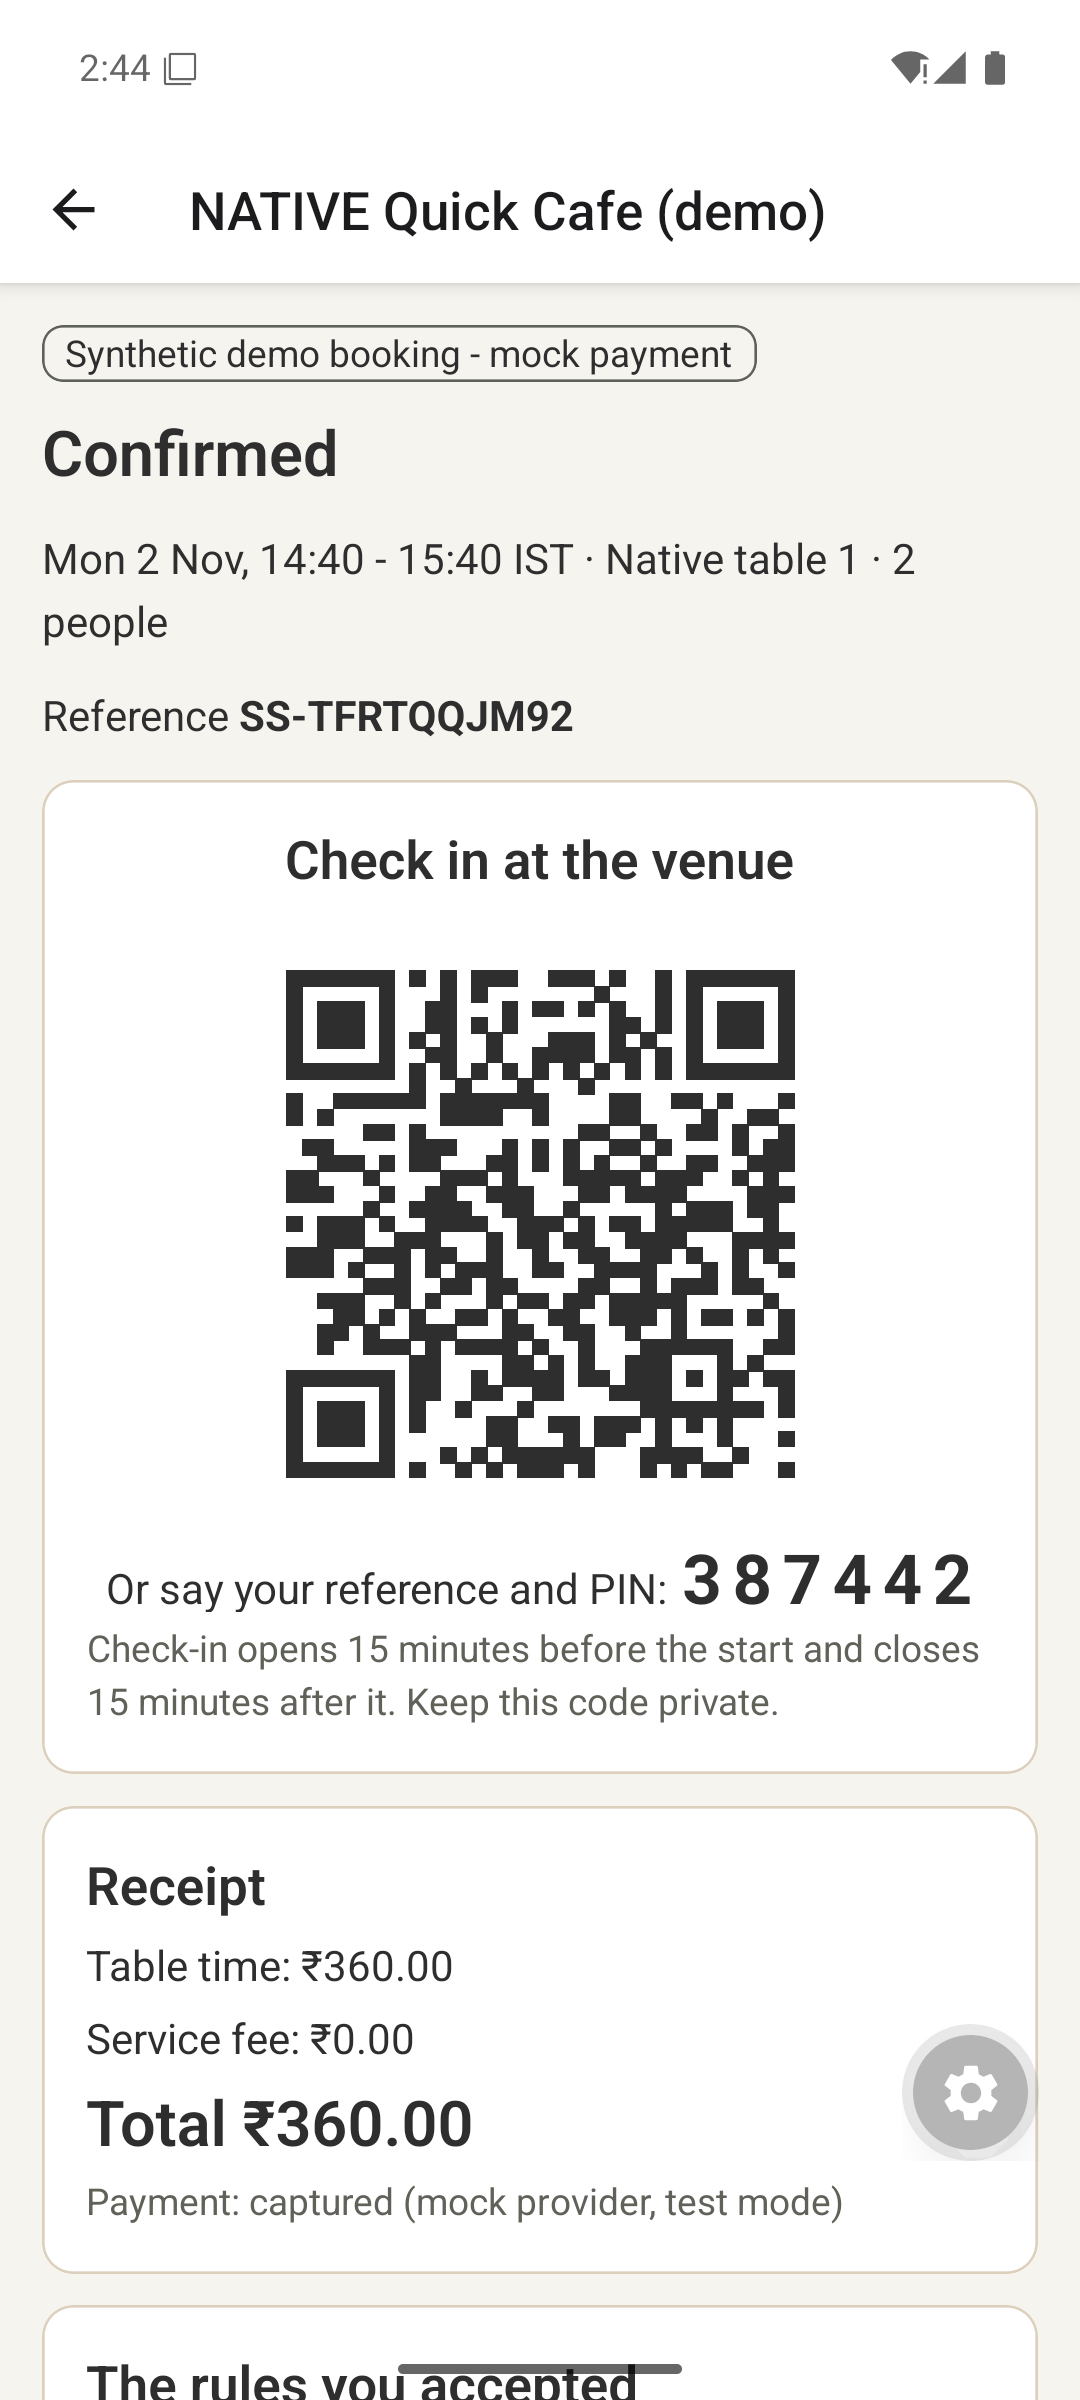 2:44
NATIVE Quick Cafe (demo)
Synthetic demo booking - mock payment
Confirmed
Mon 2 Nov, 14:40 - 15:40 IST · Native table 1 · 2
people
Reference SS-TFRTQQJM92
Check in at the venue
Or say your reference and PIN: 387442
Check-in opens 15 minutes before the start and closes
15 minutes after it. Keep this code private.
Receipt
Table time: ₹360.00
Service fee: ₹0.00
Total ₹360.00
Payment: captured (mock provider, test mode)
The rules you accepted